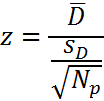 z = D̅ / (s_D / √N_p)